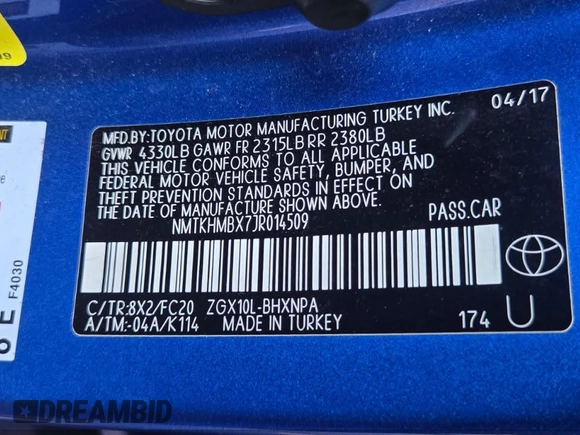 MFD.BY:TOYOTA MOTOR MANUFACTURING TURKEY INC. 04/17
GVWR 4330LB GAWR FR 2315LB RR 2380LB
THIS VEHICLE CONFORMS TO ALL APPLICABLE
FEDERAL MOTOR VEHICLE SAFETY, BUMPER, AND
THEFT PREVENTION STANDARDS IN EFFECT ON
THE DATE OF MANUFACTURE SHOWN ABOVE.
NMTKHMBX7JR014509 PASS.CAR
C/TR:8X2/FC20 ZGX10L-BHXNPA
A/TM:-04A/K114 MADE IN TURKEY 174 U
F4030
E
DREAMBID